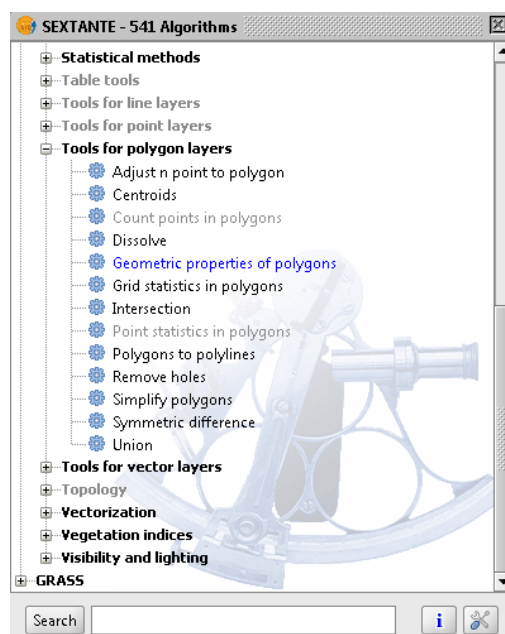 SEXTANTE - 541 Algorithms
Statistical methods
Table tools
Tools for line layers
Tools for point layers
Tools for polygon layers
Adjust n point to polygon
Centroids
Count points in polygons
Dissolve
Geometric properties of polygons
Grid statistics in polygons
Intersection
Point statistics in polygons
Polygons to polylines
Remove holes
Simplify polygons
Symmetric difference
Union
Tools for vector layers
Topology
Vectorization
Vegetation indices
Visibility and lighting
GRASS
Search i